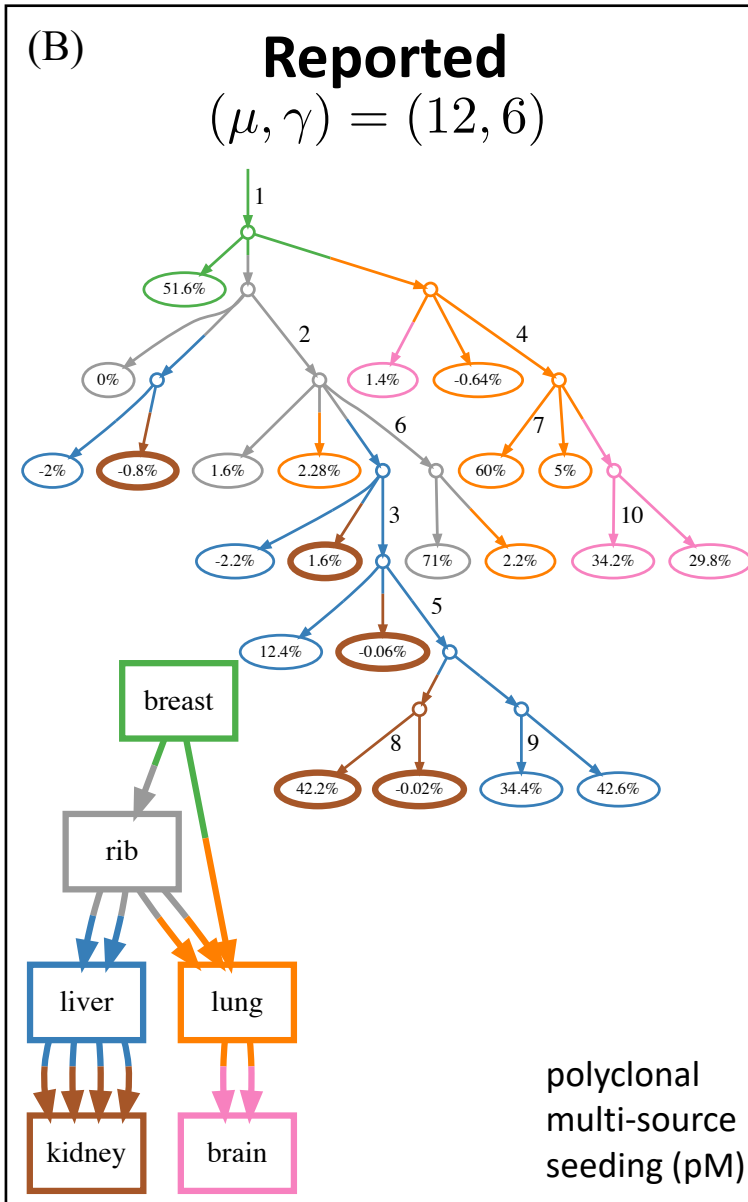 (B)
Reported
(μ, γ) = (12, 6)
1
51.6%
2
4
0%
1.4%
-0.64%
6
7
-2%
-0.8%
1.6%
2.28%
60%
5%
3
10
-2.2%
1.6%
71%
2.2%
34.2%
29.8%
5
12.4%
-0.06%
breast
8
9
42.2%
-0.02%
34.4%
42.6%
rib
liver
lung
kidney
brain
polyclonal
multi-source
seeding (pM)